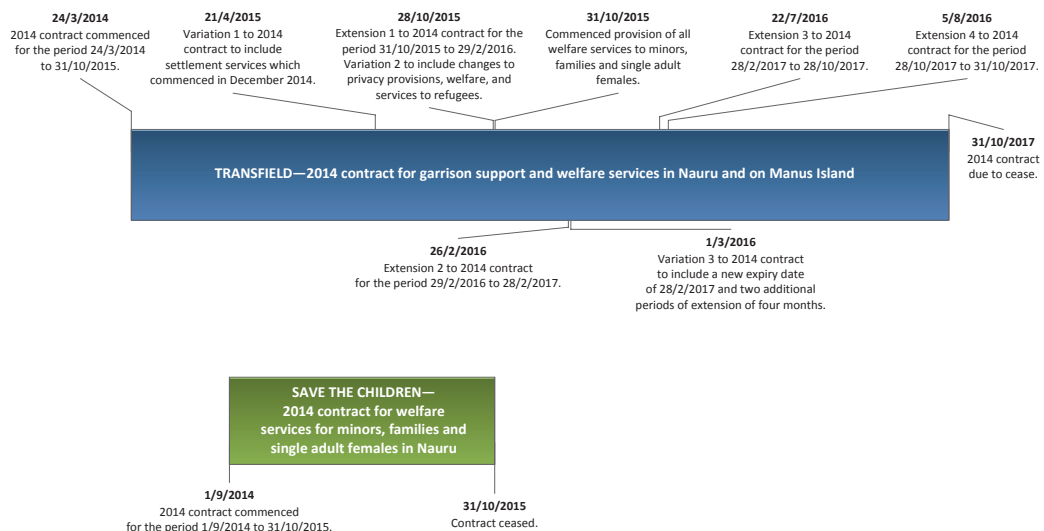 24/3/2014
2014 contract commenced
for the period 24/3/2014
to 31/10/2015.
21/4/2015
Variation 1 to 2014
contract to include
settlement services which
commenced in December 2014.
28/10/2015
Extension 1 to 2014 contract for the
period 31/10/2015 to 29/2/2016.
Variation 2 to include changes to
privacy provisions, welfare, and
services to refugees.
31/10/2015
Commenced provision of all
welfare services to minors,
families and single adult
females.
22/7/2016
Extension 3 to 2014
contract for the period
28/2/2017 to 28/10/2017.
5/8/2016
Extension 4 to 2014
contract for the period
28/10/2017 to 31/10/2017.
TRANSFIELD—2014 contract for garrison support and welfare services in Nauru and on Manus Island
31/10/2017
2014 contract
due to cease.
26/2/2016
Extension 2 to 2014 contract
for the period 29/2/2016 to 28/2/2017.
1/3/2016
Variation 3 to 2014 contract
to include a new expiry date
of 28/2/2017 and two additional
periods of extension of four months.
SAVE THE CHILDREN—
2014 contract for welfare
services for minors, families and
single adult females in Nauru
1/9/2014
2014 contract commenced
for the period 1/9/2014 to 31/10/2015.
31/10/2015
Contract ceased.